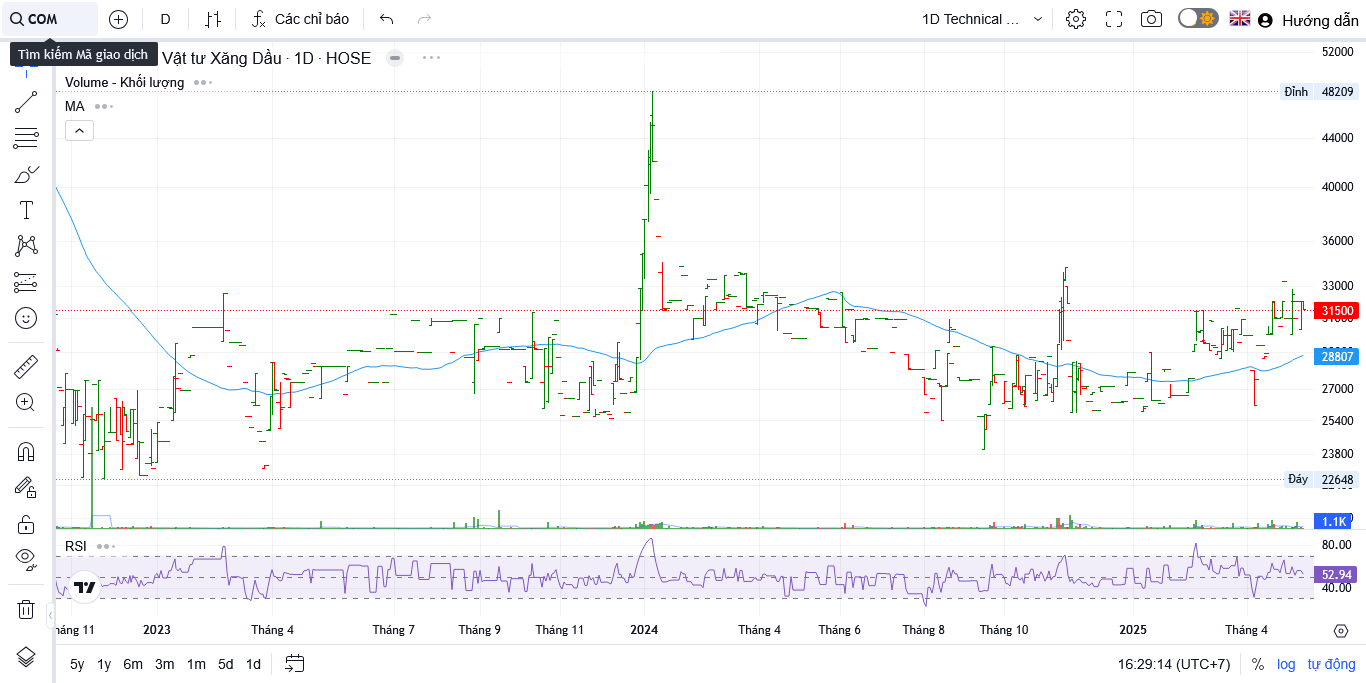 COM
D
Các chỉ báo
1D Technical ...
Hướng dẫn
Tìm kiếm Mã giao dịch
Vật tư Xăng Dầu · 1D · HOSE
Volume - Khối lượng
MA
52000
Đỉnh 48209
44000
40000
36000
33000
31500
28807
27000
25400
23800
Đáy 22648
1.1K
RSI
80.00
52.94
40.00
háng 11 2023 Tháng 4 Tháng 7 Tháng 9 Tháng 11 2024 Tháng 4 Tháng 6 Tháng 8 Tháng 10 2025 Tháng 4
5y 1y 6m 3m 1m 5d 1d
16:29:14 (UTC+7) % log tự động